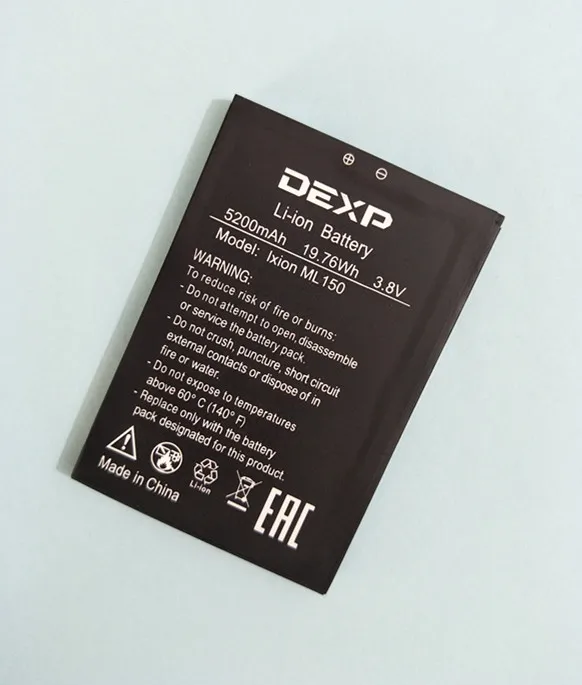 ⊕ ⊖
DEXP
Li-ion Battery
5200mAh 19.76Wh 3.8V
Model: Ixion ML150
WARNING:
To reduce risk of fire or burns:
- Do not attempt to open, disassemble
or service the battery pack.
- Do not crush, puncture, short circuit
external contacts or dispose of in
fire or water.
- Do not expose to temperatures
above 60° C (140° F)
- Replace only with the battery
pack designated for this product.
Li-ion
EAC
Made in China